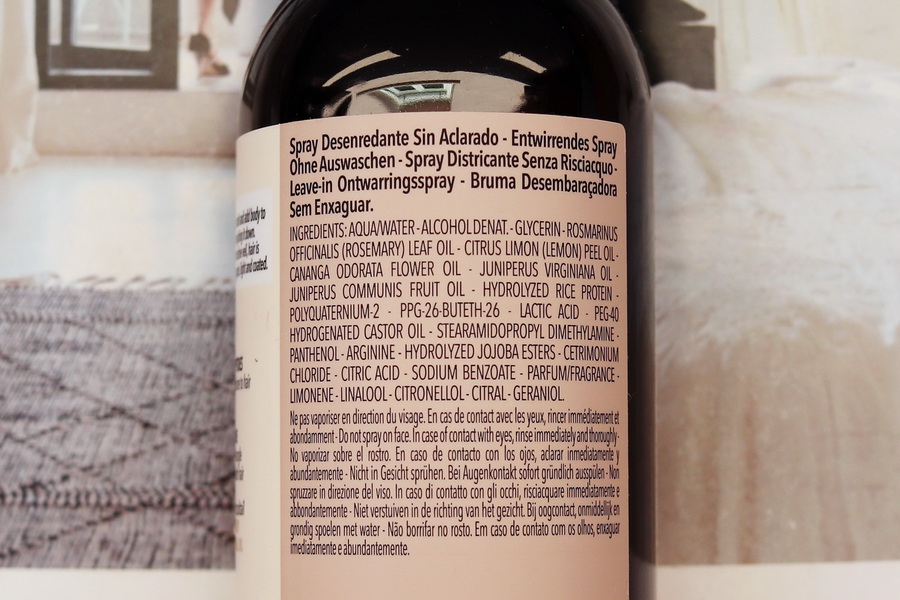 Spray Desenredante Sin Aclarado - Entwirrendes Spray
Ohne Auswaschen - Spray Districante Senza Risciacquo -
Leave-in Ontwarringsspray - Bruma Desembaraçadora
Sem Enxaguar.
INGREDIENTS: AQUA/WATER - ALCOHOL DENAT. - GLYCERIN - ROSMARINUS
OFFICINALIS (ROSEMARY) LEAF OIL - CITRUS LIMON (LEMON) PEEL OIL -
CANANGA ODORATA FLOWER OIL - JUNIPERUS VIRGINIANA OIL -
JUNIPERUS COMMUNIS FRUIT OIL - HYDROLYZED RICE PROTEIN -
POLYQUATERNIUM-2 - PPG-26-BUTETH-26 - LACTIC ACID - PEG-40
HYDROGENATED CASTOR OIL - STEARAMIDOPROPYL DIMETHYLAMINE -
PANTHENOL - ARGININE - HYDROLYZED JOJOBA ESTERS - CETRIMONIUM
CHLORIDE - CITRIC ACID - SODIUM BENZOATE - PARFUM/FRAGRANCE -
LIMONENE - LINALOOL - CITRONELLOL - CITRAL - GERANIOL.
Ne pas vaporiser en direction du visage. En cas de contact avec les yeux, rincer immédiatement et
abondamment - Do not spray on face. In case of contact with eyes, rinse immediately and thoroughly -
No vaporizar sobre el rostro. En caso de contacto con los ojos, aclarar inmediatamente y
abundantemente - Nicht in Gesicht sprühen. Bei Augenkontakt sofort gründlich ausspülen - Non
spruzzare in direzione del viso. In caso di contatto con gli occhi, risciacquare immediatamente e
abbondantemente - Niet verstuiven in de richting van het gezicht. Bij oogcontact, onmiddellijk en
grondig spoelen met water - Não borrifar no rosto. Em caso de contato com os olhos, enxaguar
imediatamente e abundantemente.
add body to
hair is
light and coated.